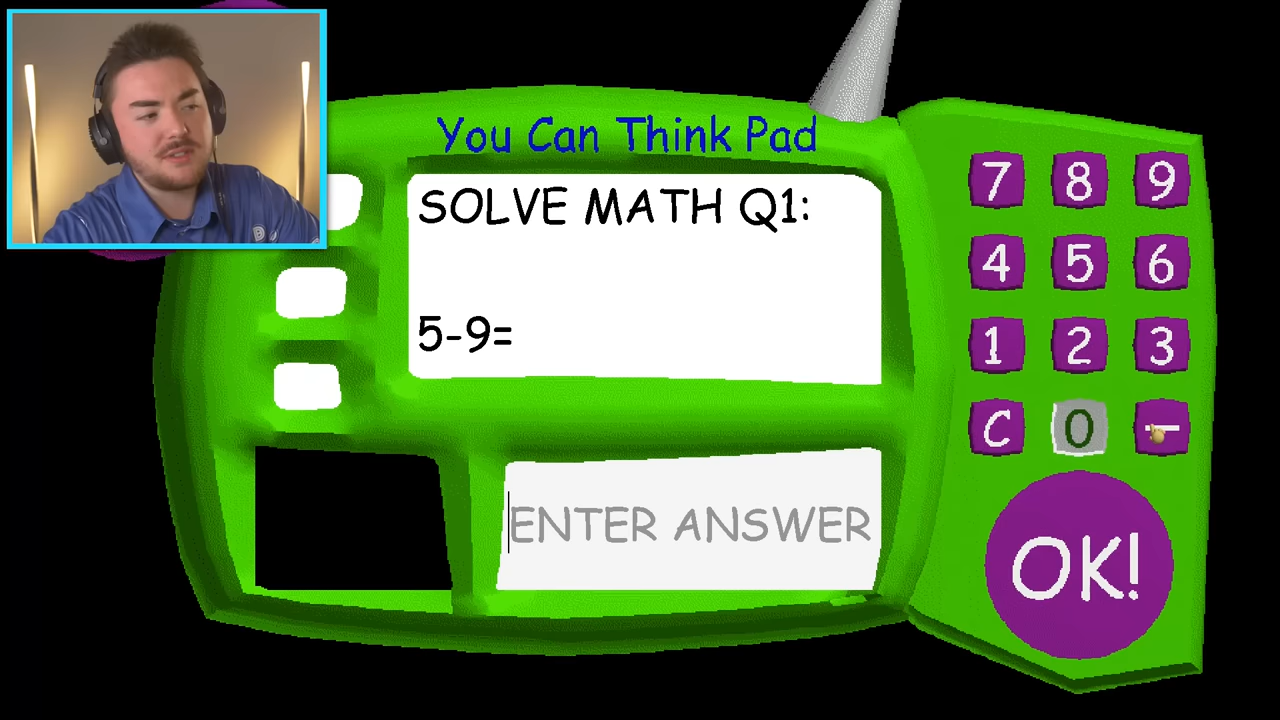 You Can Think Pad
SOLVE MATH Q1:
5-9=
ENTER ANSWER
7 8 9
4 5 6
1 2 3
C 0 -
OK!